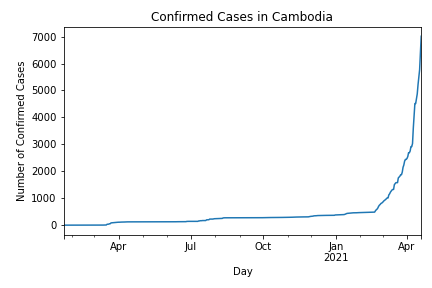 Confirmed Cases in Cambodia
Number of Confirmed Cases
7000
6000
5000
4000
3000
2000
1000
0
Apr
Jul
Oct
Jan
2021
Apr
Day